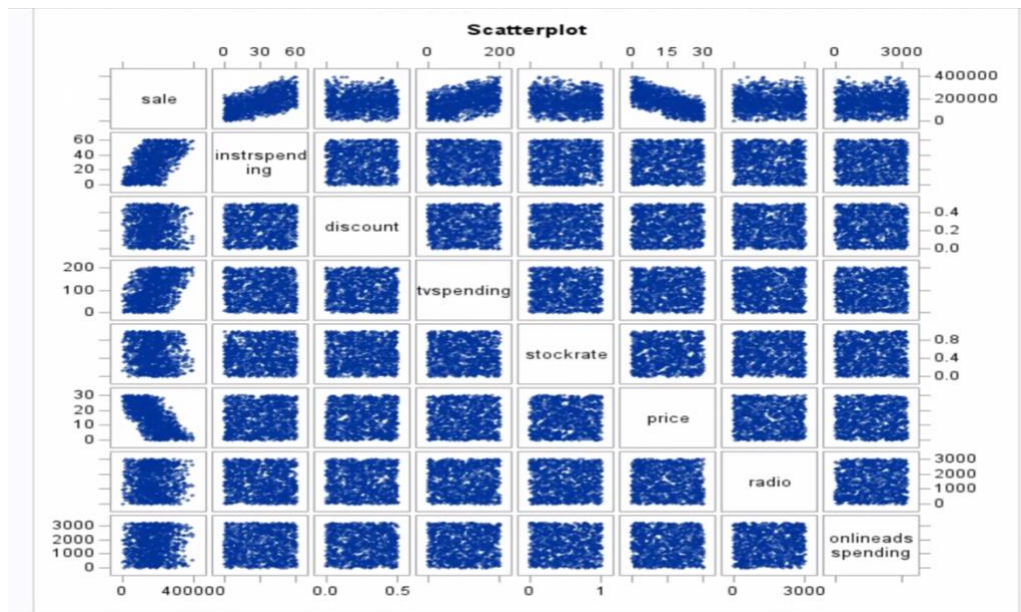 Scatterplot
0 30 60 0 200 0 15 30 0 3000
sale 400000
200000
0
60
40
20
0 instrspend
ing
discount 0.4
0.2
0.0
200
100
0 tvspending
stockrate 0.8
0.4
0.0
30
20
10
0 price
radio 3000
2000
1000
0
3000
2000
1000
0 onlineads
spending
0 400000 0.0 0.5 0 1 0 3000